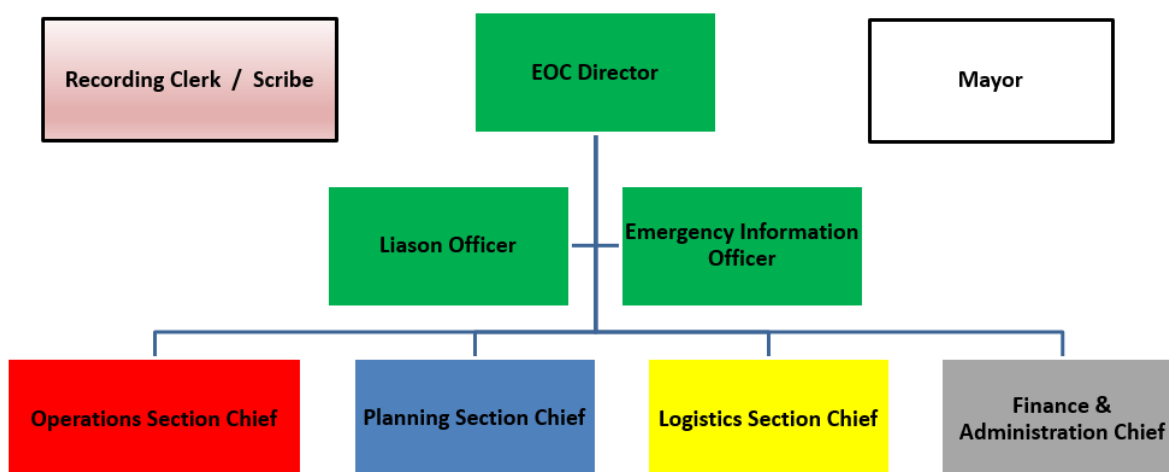 Recording Clerk / Scribe
EOC Director
Mayor
Liason Officer
Emergency Information
Officer
Operations Section Chief
Planning Section Chief
Logistics Section Chief
Finance &
Administration Chief